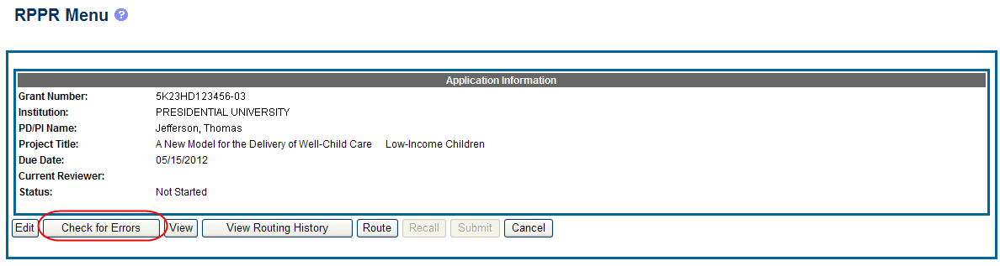 RPPR Menu ?
Application Information
Grant Number: 5K23HD123456-03
Institution: PRESIDENTIAL UNIVERSITY
PD/PI Name: Jefferson, Thomas
Project Title: A New Model for the Delivery of Well-Child Care Low-Income Children
Due Date: 05/15/2012
Current Reviewer:
Status: Not Started
Edit Check for Errors View View Routing History Route Recall Submit Cancel